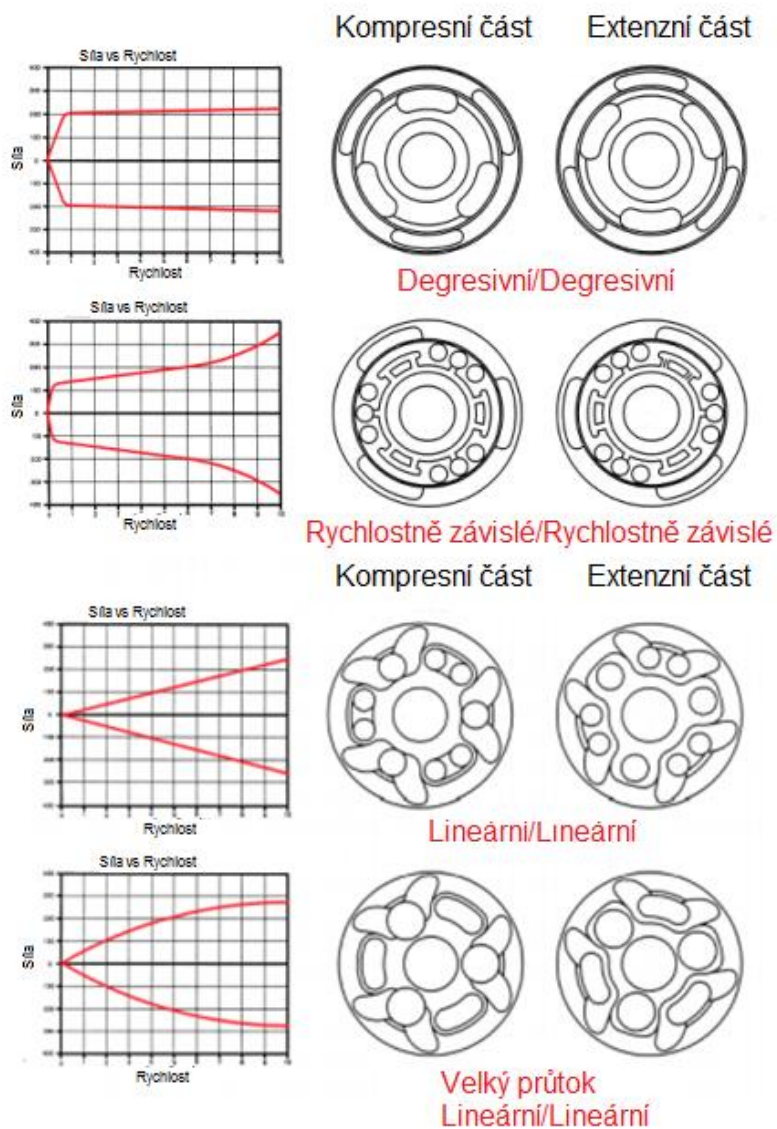 Kompresní část Extenzní část
Síla vs Rychlost
Síla
Rychlost
Degresivní/Degresivní
Síla vs Rychlost
Síla
Rychlost
Rychlostně závislé/Rychlostně závislé
Kompresní část Extenzní část
Síla vs Rychlost
Síla
Rychlost
Lineární/Lineární
Síla vs Rychlost
Síla
Rychlost
Velký průtok
Lineární/Lineární